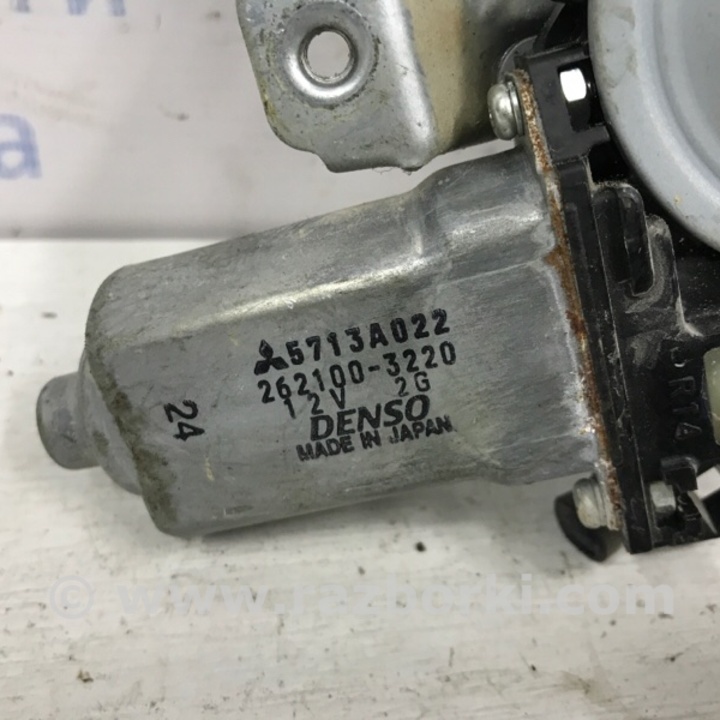 a
5713A022
262100-3220
12V 2G
DENSO
MADE IN JAPAN
24
© www.razborki.com